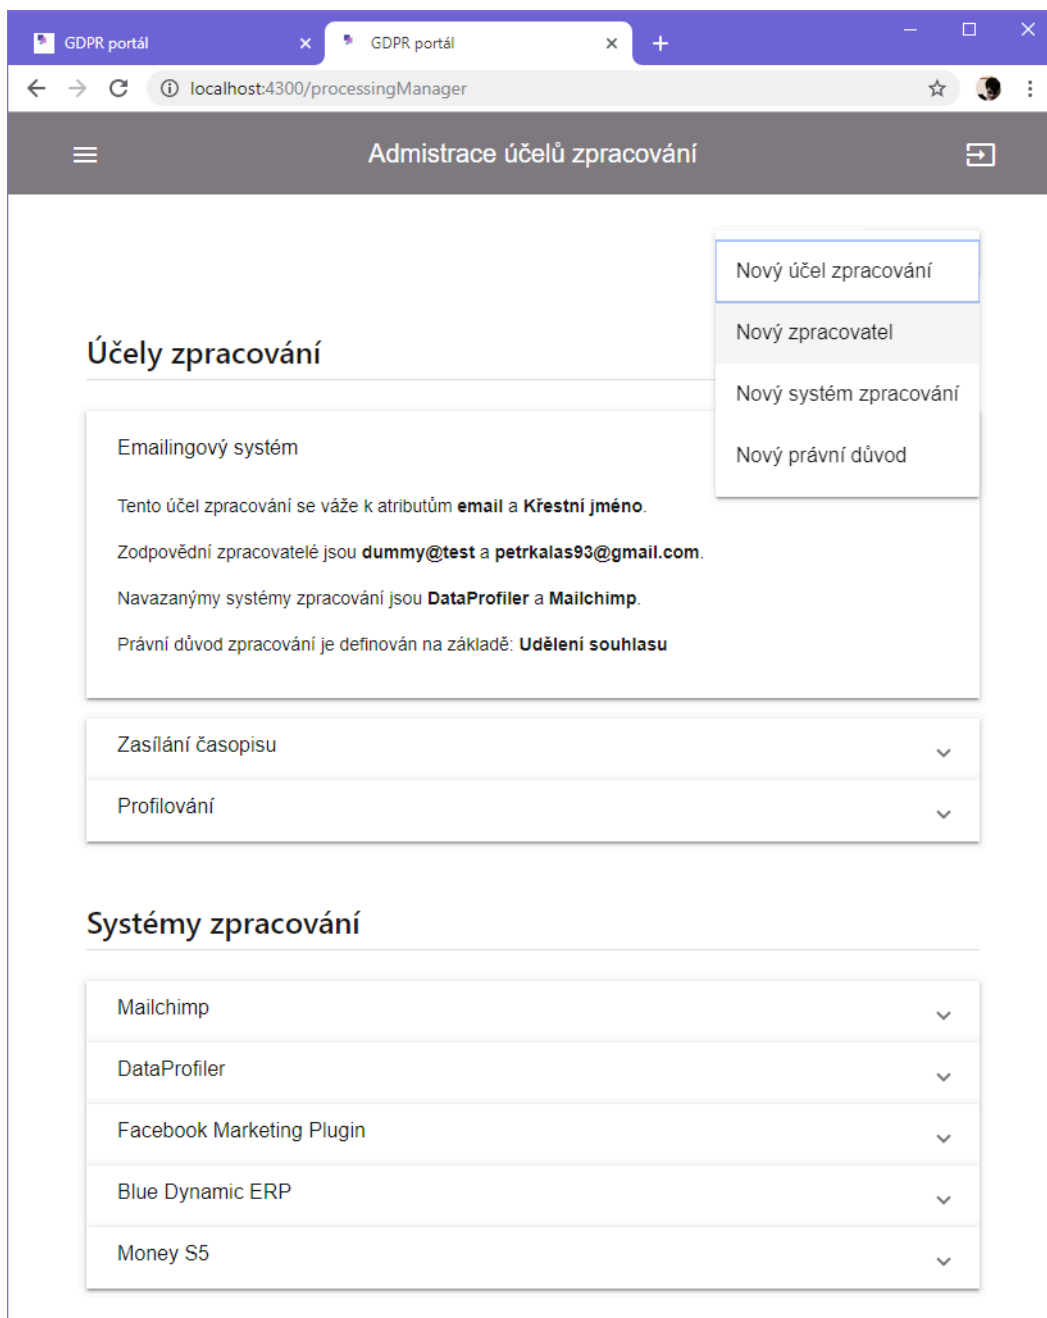 GDPR portál
GDPR portál
localhost:4300/processingManager
Admistrace účelů zpracování
Nový účel zpracování
Nový zpracovatel
Nový systém zpracování
Nový právní důvod
Účely zpracování
Emailingový systém
Tento účel zpracování se váže k atributům email a Křestní jméno.
Zodpovědní zpracovatelé jsou dummy@test a petrkalas93@gmail.com.
Navazanýmy systémy zpracování jsou DataProfiler a Mailchimp.
Právní důvod zpracování je definován na základě: Udělení souhlasu
Zasílání časopisu
Profilování
Systémy zpracování
Mailchimp
DataProfiler
Facebook Marketing Plugin
Blue Dynamic ERP
Money S5